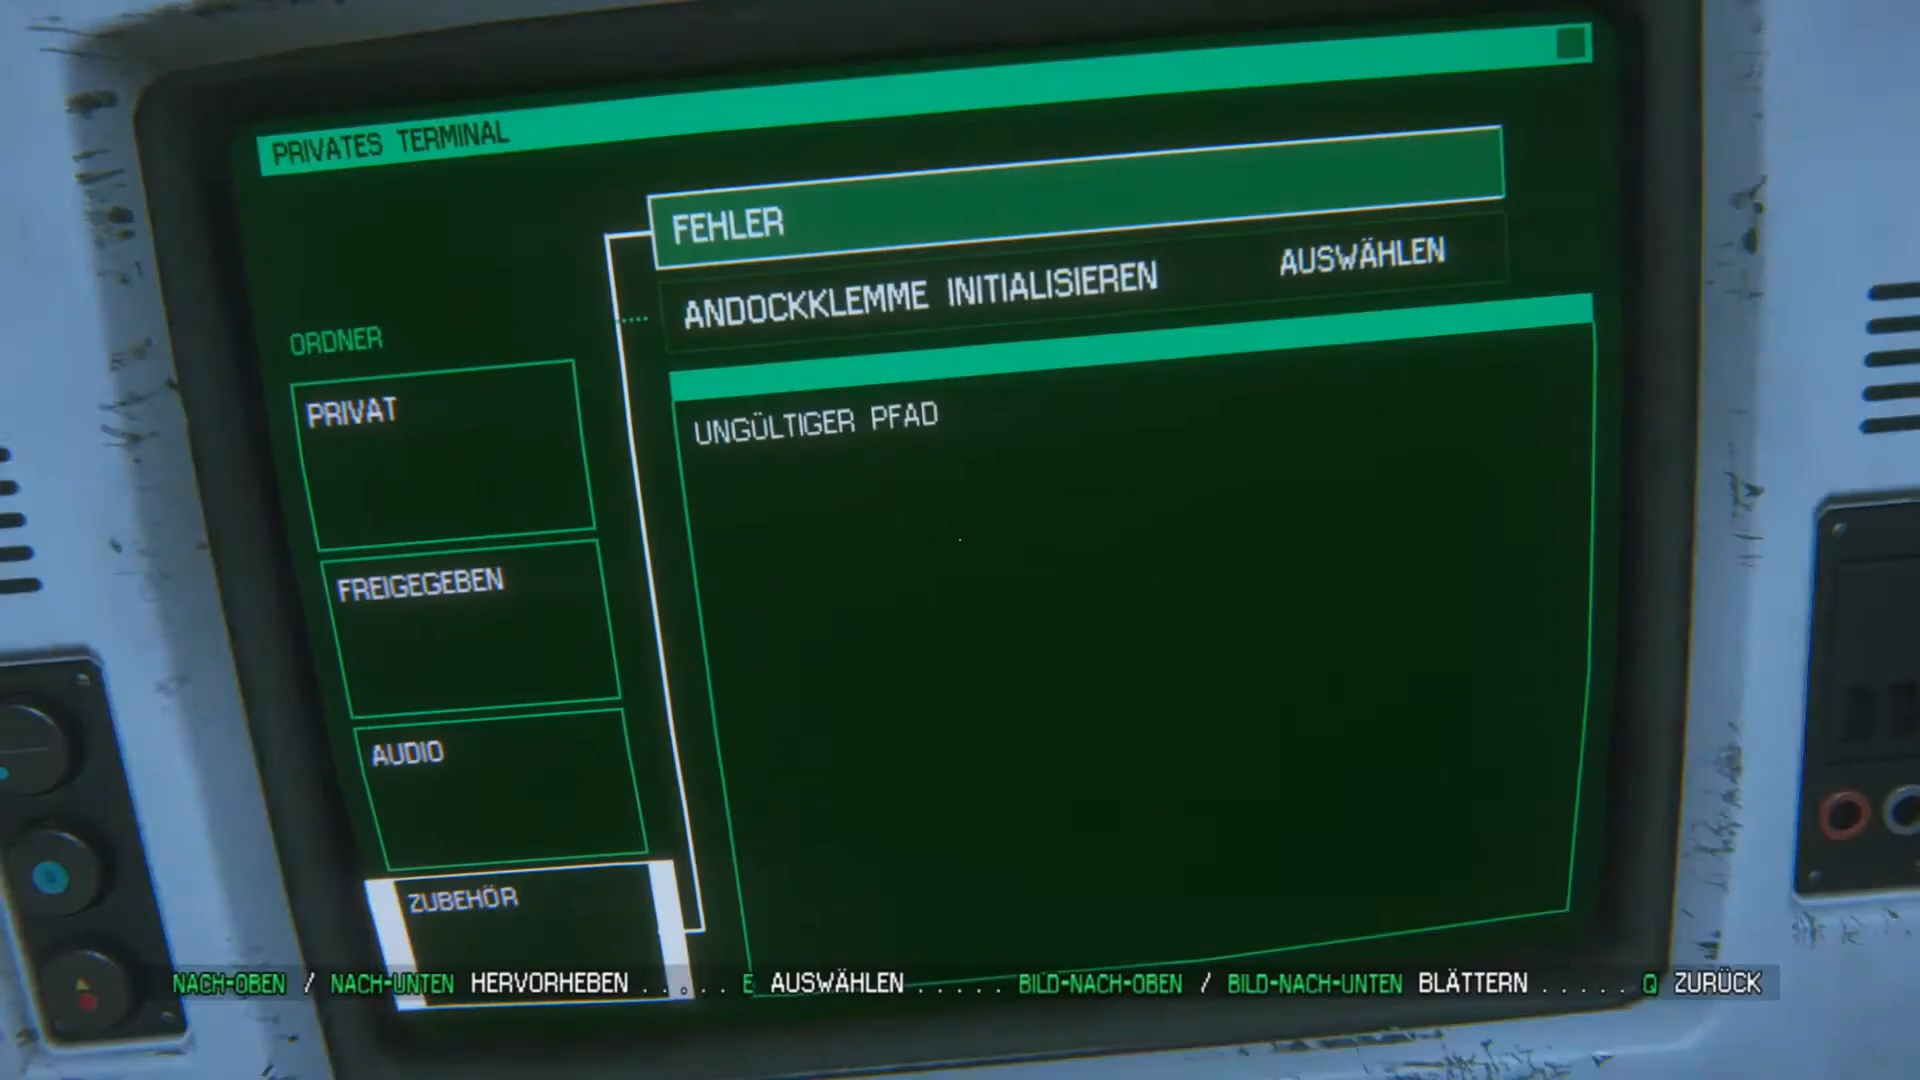 PRIVATES TERMINAL
FEHLER
ANDOCKKLEMME INITIALISIEREN AUSWÄHLEN
UNGÜLTIGER PFAD
ORDNER
PRIVAT
FREIGEGEBEN
AUDIO
ZUBEHÖR
NACH-OBEN / NACH-UNTEN HERVORHEBEN ..... E AUSWÄHLEN ..... BILD-NACH-OBEN / BILD-NACH-UNTEN BLÄTTERN ..... Q ZURÜCK